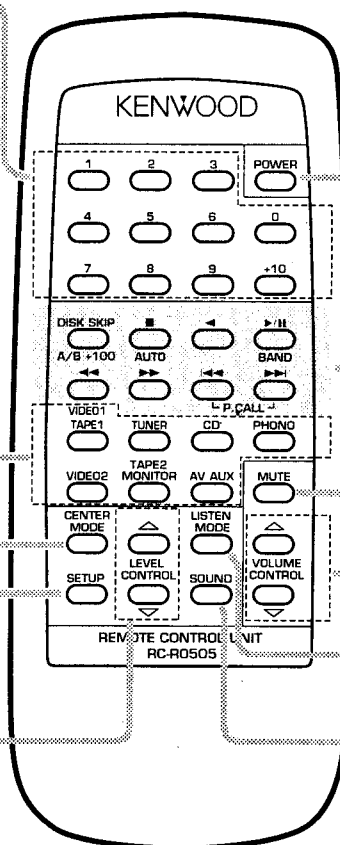 KENWOOD
1 2 3 POWER
4 5 6 0
7 8 9 +10
DISK SKIP ■ ◀ ▶/II
A/B +100 AUTO BAND
◀◀ ▶▶ I◀◀ ▶▶I
P.CALL
VIDEO1
TAPE1 TUNER CD PHONO
VIDEO2 TAPE2 MONITOR AV AUX MUTE
CENTER MODE LISTEN MODE
LEVEL CONTROL VOLUME CONTROL
SETUP SOUND
REMOTE CONTROL UNIT
RC-R0505